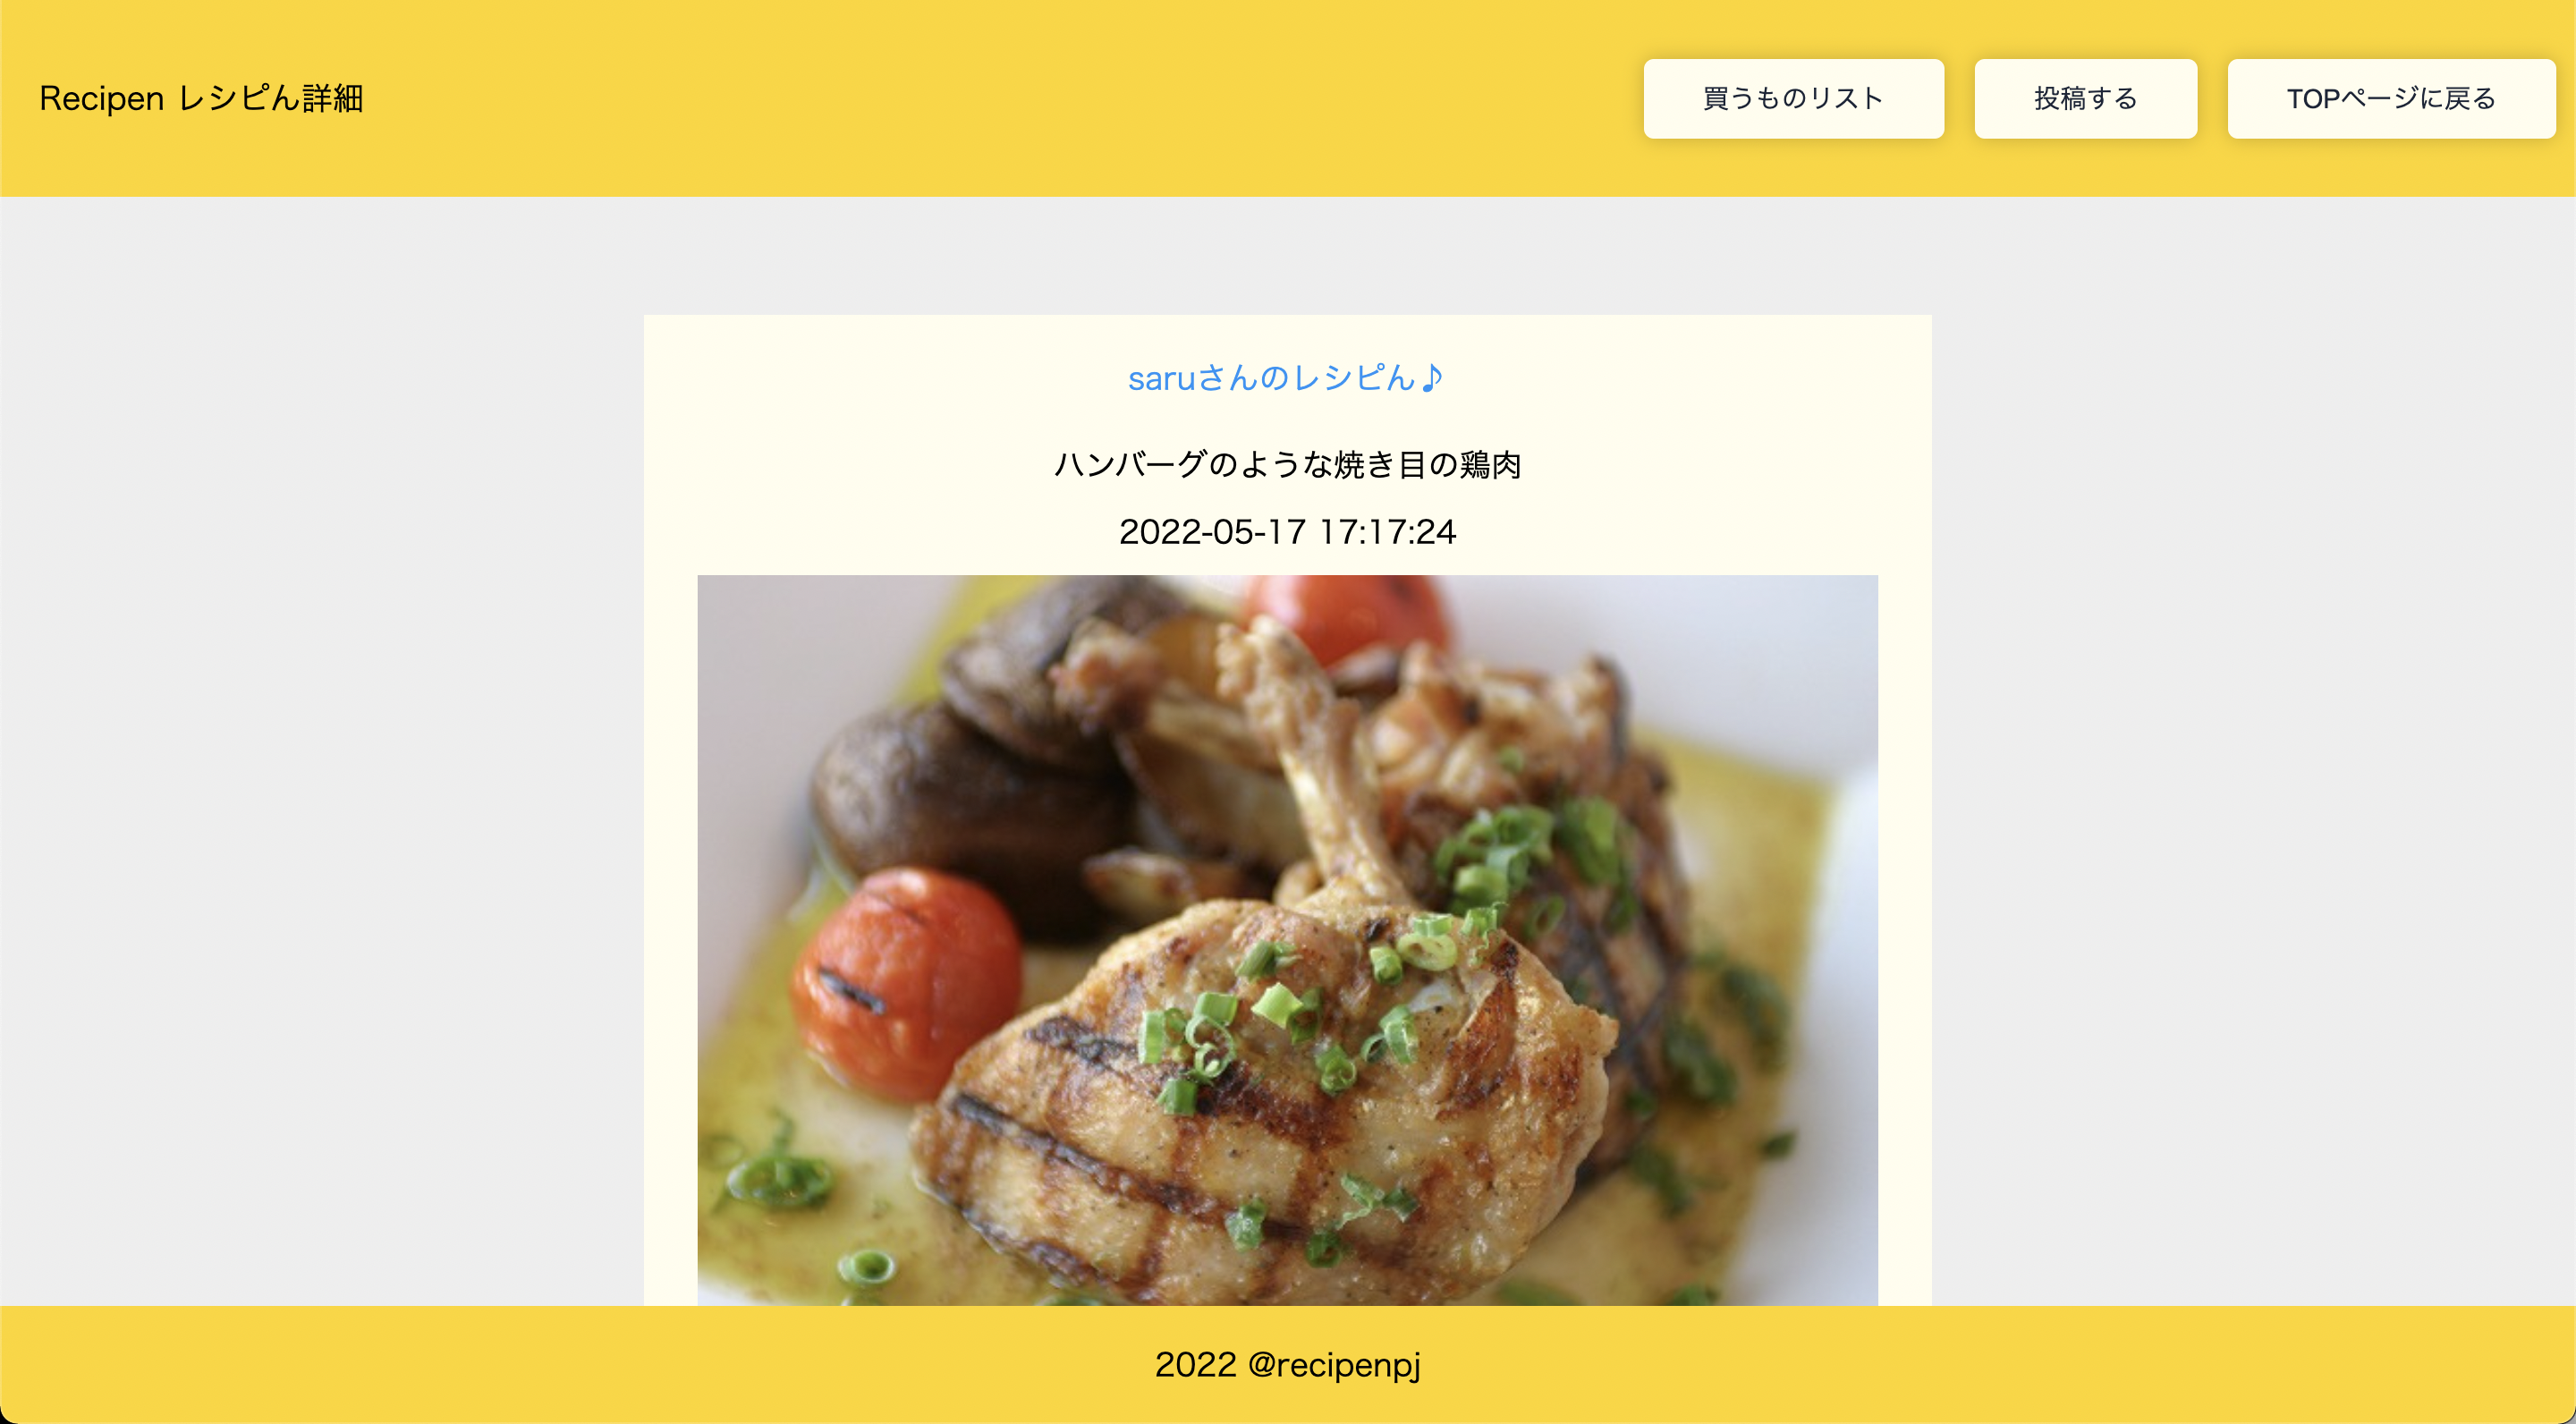 Recipen レシピん詳細
買うものリスト
投稿する
TOPページに戻る
saruさんのレシピん♪
ハンバーグのような焼き目の鶏肉
2022-05-17 17:17:24
2022 @recipenpj